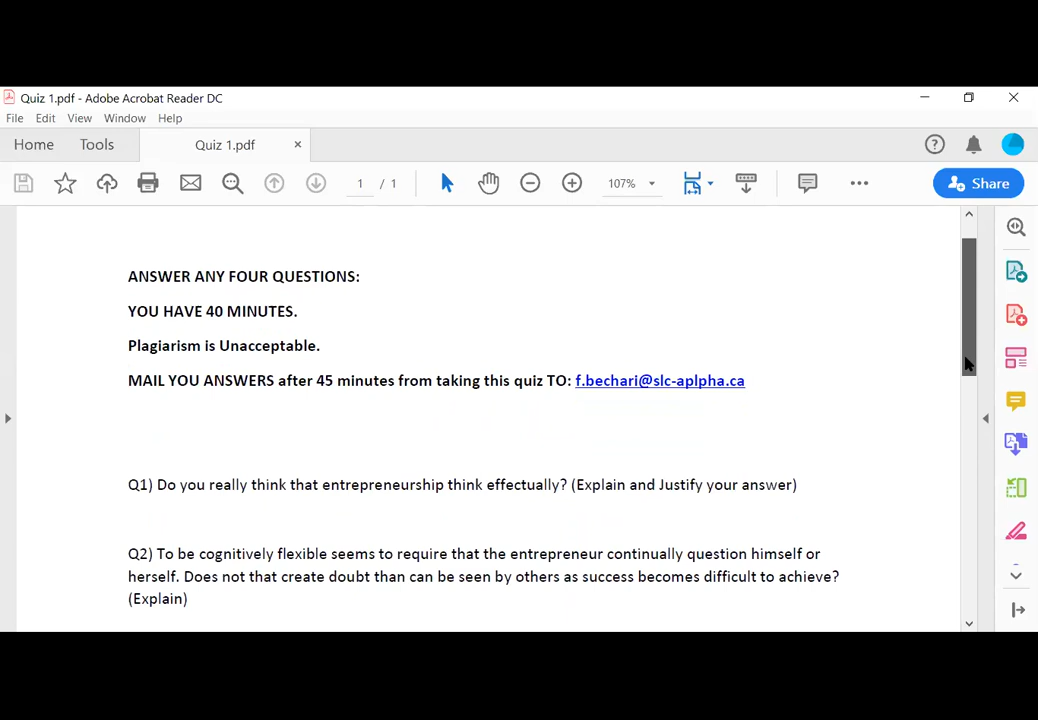 Quiz 1.pdf - Adobe Acrobat Reader DC
File Edit View Window Help
Home Tools Quiz 1.pdf
1 / 1 107% Share
ANSWER ANY FOUR QUESTIONS:
YOU HAVE 40 MINUTES.
Plagiarism is Unacceptable.
MAIL YOU ANSWERS after 45 minutes from taking this quiz TO: f.bechari@slc-aplpha.ca
Q1) Do you really think that entrepreneurship think effectually? (Explain and Justify your answer)
Q2) To be cognitively flexible seems to require that the entrepreneur continually question himself or
herself. Does not that create doubt than can be seen by others as success becomes difficult to achieve?
(Explain)